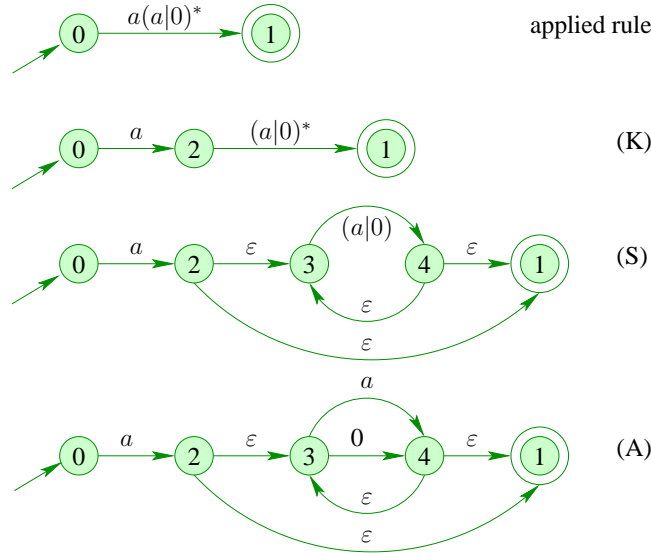 a(a|0)*
0 1 applied rule
a (a|0)*
0 2 1 (K)
(a|0)
a ε ε
0 2 3 4 1 (S)
ε
ε
a
a ε 0 ε
0 2 3 4 1 (A)
ε
ε